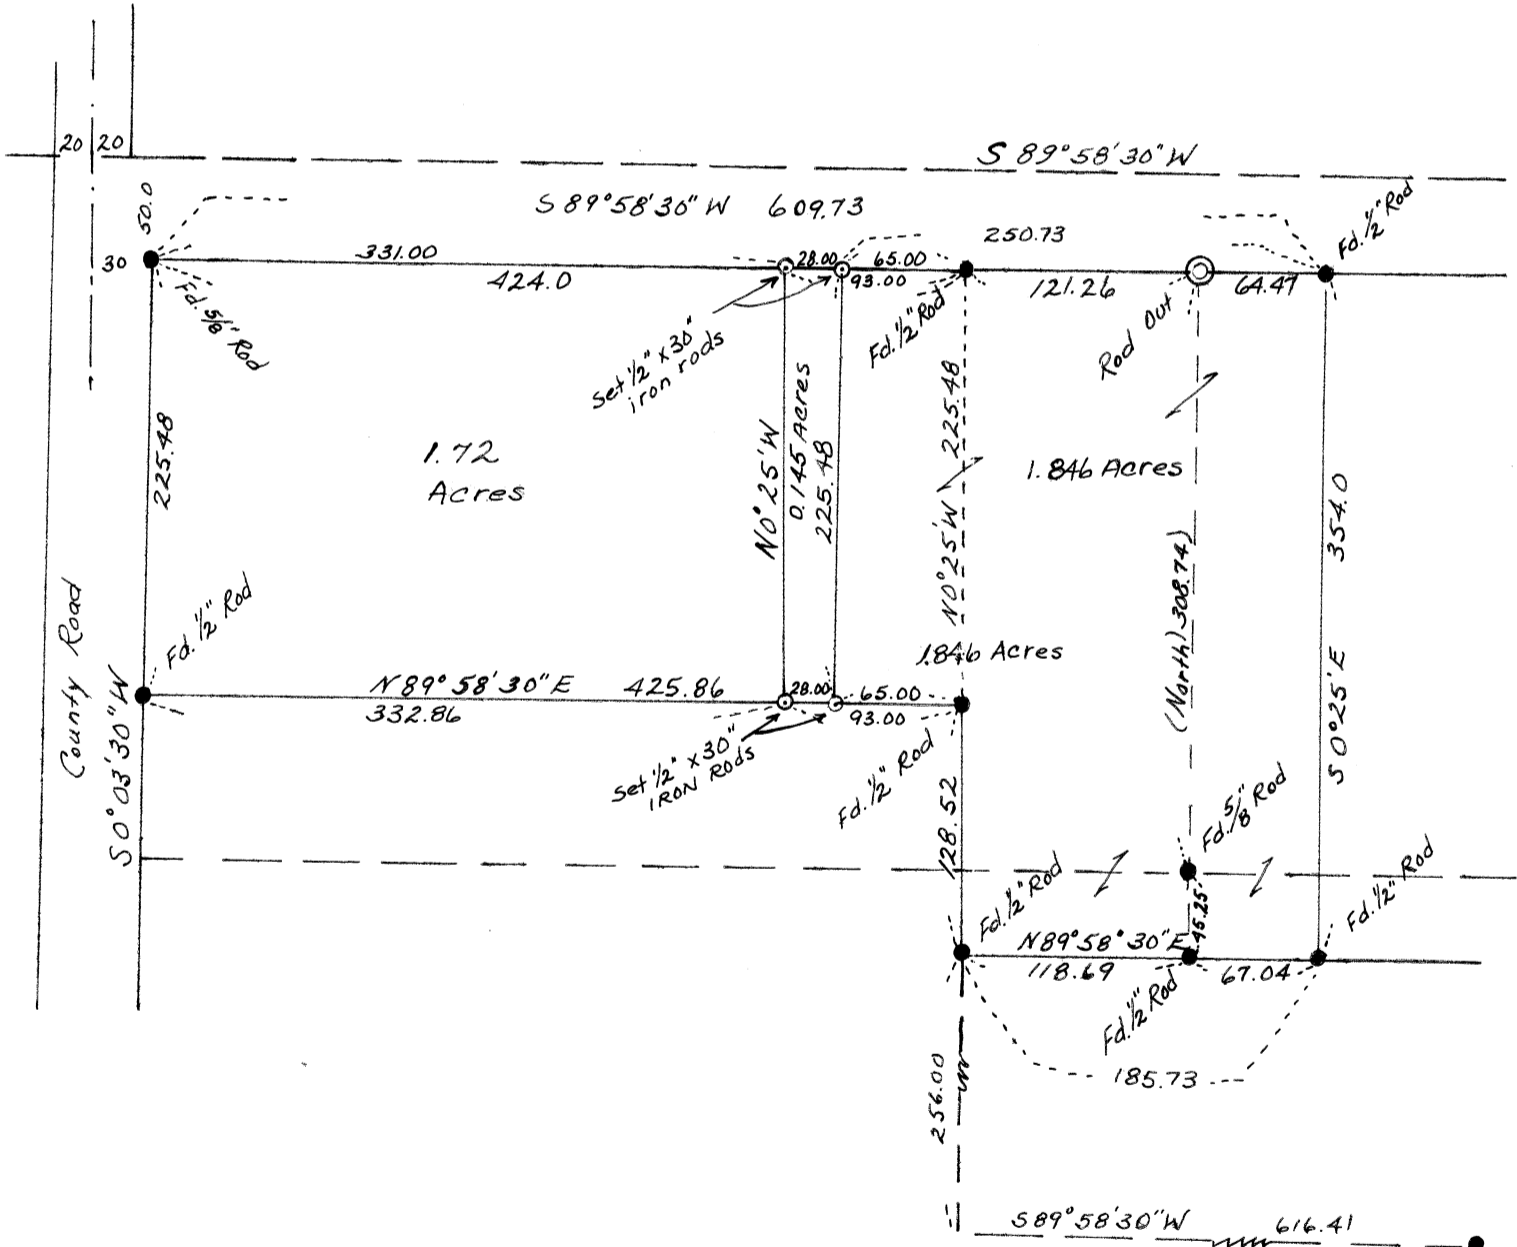 20 20
S 89°58'30" W
50.0
S 89°58'30" W 609.73
Fd. 1/2" Rod
250.73
30
331.00
28.00
65.00
424.0
93.00
121.26
64.47
Fd. 5/8" Rod
Set 1/2" x 30"
iron rods
Fd. 1/2" Rod
Rod Out
225.48
1.72
Acres
N0°25'W
0.145 Acres
225.48
N0°25'W 225.48
1.846 Acres
(North) 308.74
S 0°25'E 354.0
Fd. 1/2" Rod
1.846 Acres
County Road
S 0°03'30" W
N 89° 58'30" E 425.86
28.00
65.00
332.86
93.00
Set 1/2" x 30"
IRON RODS
Fd. 1/2" Rod
128.52
Fd. 5/8" Rod
Fd. 1/2" Rod
45.25'
Fd. 1/2" Rod
N89°58°30"E
118.69
67.04
Fd. 1/2" Rod
185.73
256.00
S89°58'30"W 616.41